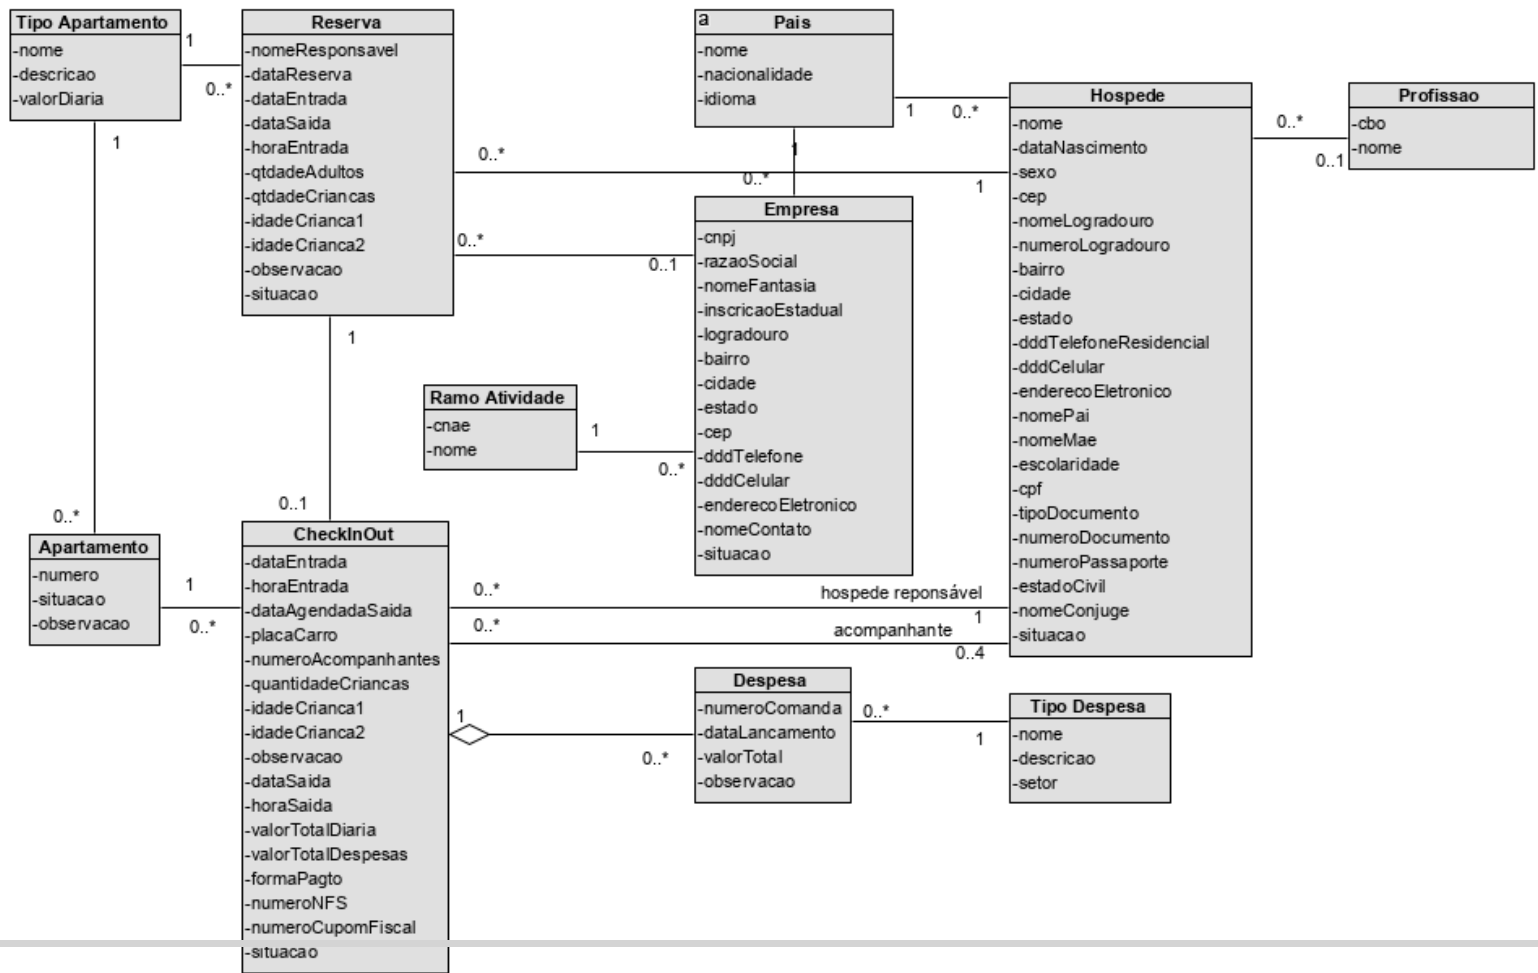 Tipo Apartamento
-nome
-descricao
-valorDiaria
1
0..*
1
Reserva
-nomeResponsavel
-dataReserva
-dataEntrada
-dataSaida
-horaEntrada
-qtdadeAdultos
-qtdadeCriancas
-idadeCrianca1
-idadeCrianca2
-observacao
-situacao
0..*
1
0..*
0..1
1
0..1
a
Pais
-nome
-nacionalidade
-idioma
1
0..*
1
0..*
Hospede
-nome
-dataNascimento
-sexo
-cep
-nomeLogradouro
-numeroLogradouro
-bairro
-cidade
-estado
-dddTelefoneResidencial
-dddCelular
-enderecoEletronico
-nomePai
-nomeMae
-escolaridade
-cpf
-tipoDocumento
-numeroDocumento
-numeroPassaporte
-estadoCivil
-nomeConjuge
-situacao
0..*
0..1
Profissao
-cbo
-nome
Empresa
-cnpj
-razaoSocial
-nomeFantasia
-inscricaoEstadual
-logradouro
-bairro
-cidade
-estado
-cep
-dddTelefone
-dddCelular
-enderecoEletronico
-nomeContato
-situacao
Ramo Atividade
-cnae
-nome
1
0..*
0..*
Apartamento
-numero
-situacao
-observacao
1
0..*
CheckInOut
-dataEntrada
-horaEntrada
-dataAgendadaSaida
-placaCarro
-numeroAcompanhantes
-quantidadeCriancas
-idadeCrianca1
-idadeCrianca2
-observacao
-dataSaida
-horaSaida
-valorTotalDiaria
-valorTotalDespesas
-formaPagto
-numeroNFS
-numeroCupomFiscal
-situacao
0..*
hospede reponsável
1
0..*
acompanhante
0..4
1
0..*
Despesa
-numeroComanda
-dataLancamento
-valorTotal
-observacao
0..*
1
Tipo Despesa
-nome
-descricao
-setor